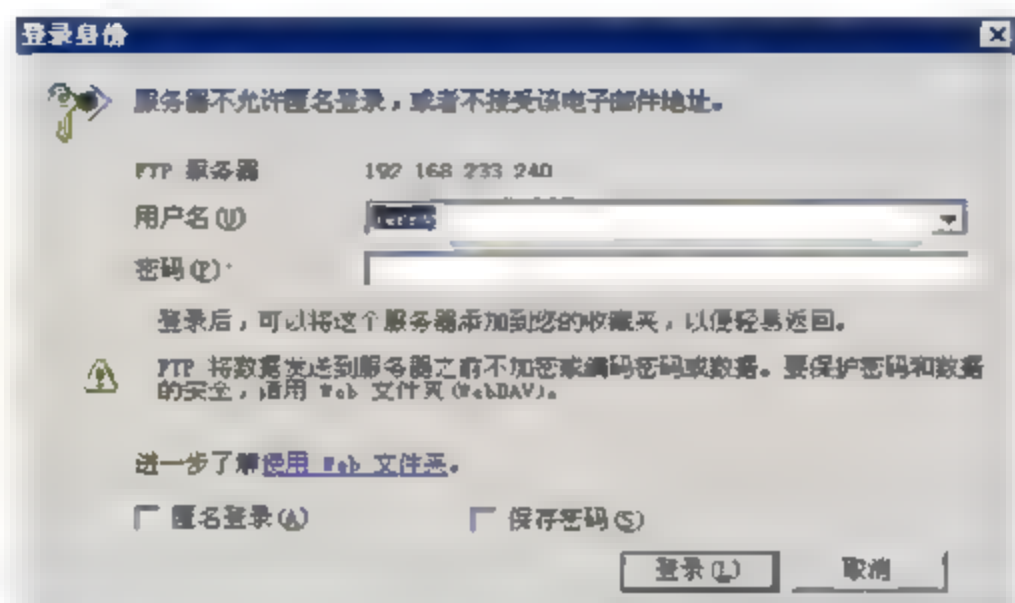 登录身份
服务器不允许匿名登录，或者不接受该电子邮件地址。
FTP 服务器 192 168 233 240
用户名(U)
密码(P)：
登录后，可以将这个服务器添加到您的收藏夹，以便轻易返回。
FTP 将数据发送到服务器之前不加密或编码密码或数据。要保护密码和数据
的安全，请用 Web 文件夹(WebDAV)。
进一步了解使用 Web 文件夹。
匿名登录(A) 保存密码(S)
登录(L) 取消